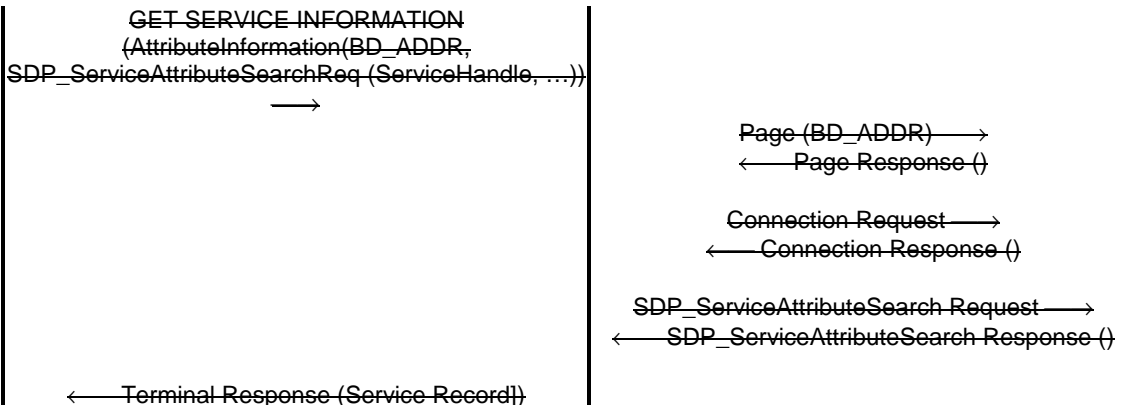 GET SERVICE INFORMATION
(AttributeInformation(BD_ADDR,
SDP_ServiceAttributeSearchReq (ServiceHandle, …))
Page (BD_ADDR)
Page Response ()
Connection Request
Connection Response ()
SDP_ServiceAttributeSearch Request
SDP_ServiceAttributeSearch Response ()
Terminal Response (Service Record])